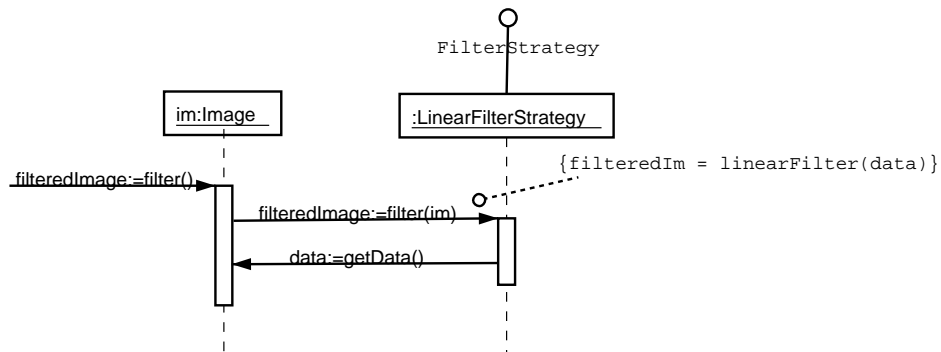 FilterStrategy
im:Image
:LinearFilterStrategy
{filteredIm = linearFilter(data)}
filteredImage:=filter()
filteredImage:=filter(im)
data:=getData()